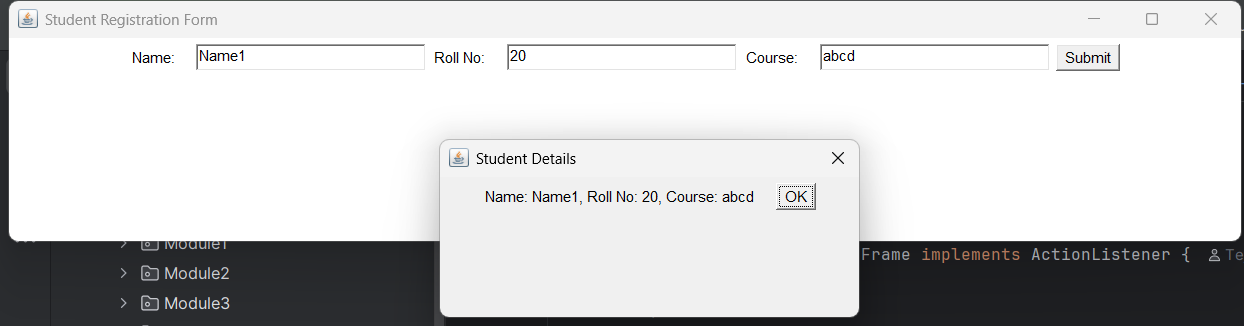 Student Registration Form
Name: Name1 Roll No: 20 Course: abcd Submit
Student Details
Name: Name1, Roll No: 20, Course: abcd OK
Module1
Frame implements ActionListener { Te
Module2
Module3